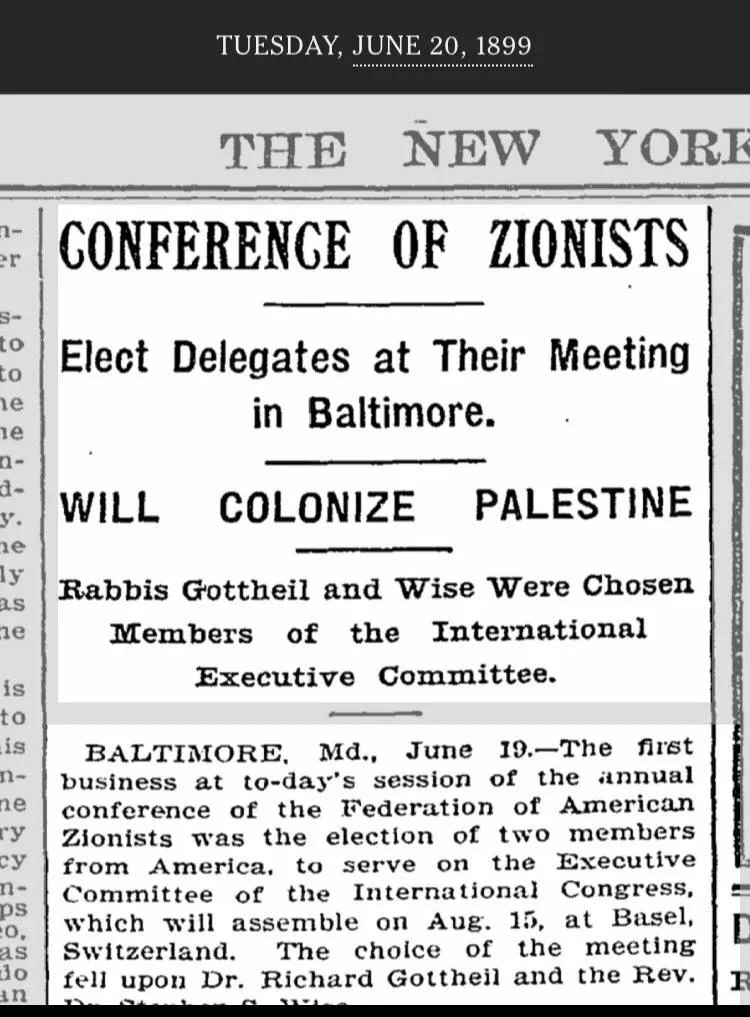 TUESDAY, JUNE 20, 1899
THE NEW YORK
CONFERENCE OF ZIONISTS
Elect Delegates at Their Meeting
in Baltimore.
WILL COLONIZE PALESTINE
Rabbis Gottheil and Wise Were Chosen
Members of the International
Executive Committee.
BALTIMORE, Md., June 19.—The first
business at to-day's session of the annual
conference of the Federation of American
Zionists was the election of two members
from America, to serve on the Executive
Committee of the International Congress,
which will assemble on Aug. 15, at Basel,
Switzerland. The choice of the meeting
fell upon Dr. Richard Gottheil and the Rev.